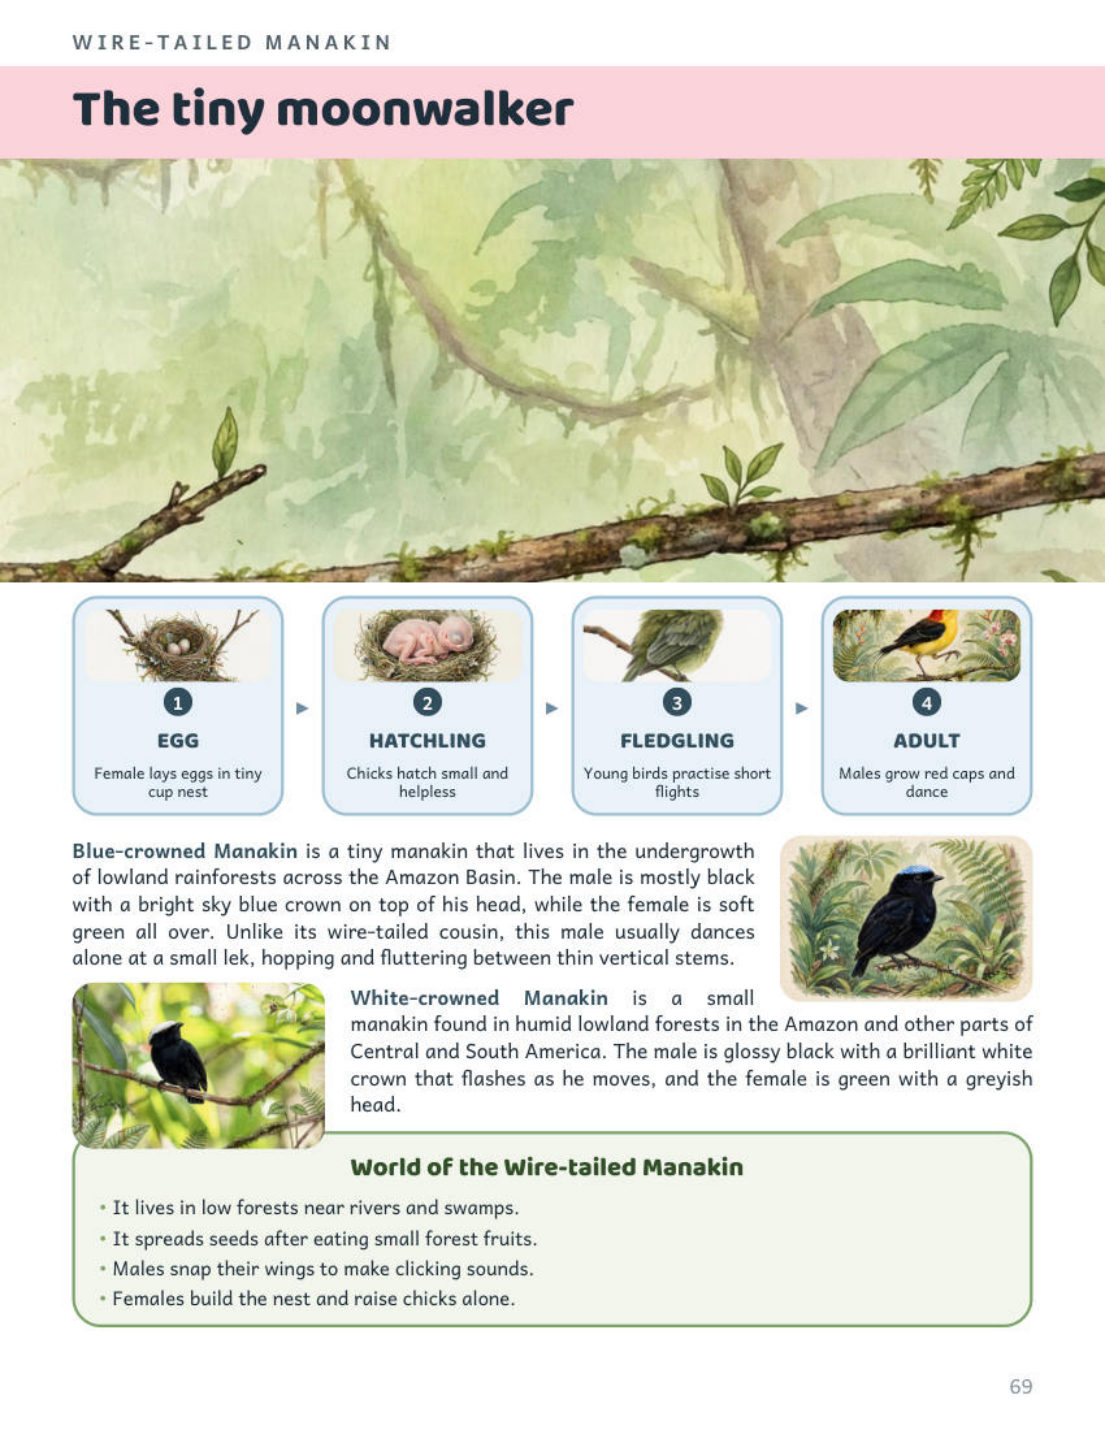 WIRE-TAILED MANAKIN
The tiny moonwalker
1
EGG
Female lays eggs in tiny
cup nest
2
HATCHLING
Chicks hatch small and
helpless
3
FLEDGLING
Young birds practise short
flights
4
ADULT
Males grow red caps and
dance
Blue-crowned Manakin is a tiny manakin that lives in the undergrowth
of lowland rainforests across the Amazon Basin. The male is mostly black
with a bright sky blue crown on top of his head, while the female is soft
green all over. Unlike its wire-tailed cousin, this male usually dances
alone at a small lek, hopping and fluttering between thin vertical stems.
White-crowned Manakin is a small
manakin found in humid lowland forests in the Amazon and other parts of
Central and South America. The male is glossy black with a brilliant white
crown that flashes as he moves, and the female is green with a greyish
head.
World of the Wire-tailed Manakin
• It lives in low forests near rivers and swamps.
• It spreads seeds after eating small forest fruits.
• Males snap their wings to make clicking sounds.
• Females build the nest and raise chicks alone.
69